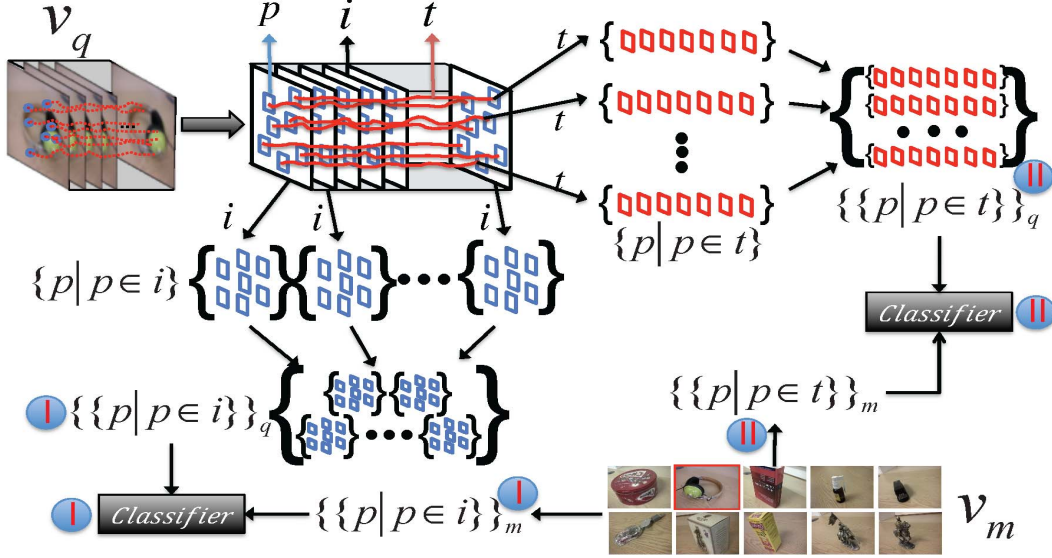 v_q
p i t
t
t
t
{p| p ∈ t}
{{p| p ∈ t}}_q
II
i i i
{p| p ∈ i}
Classifier II
I {{p| p ∈ i}}_q
{{p| p ∈ t}}_m
II
I Classifier
{{p| p ∈ i}}_m
I
v_m